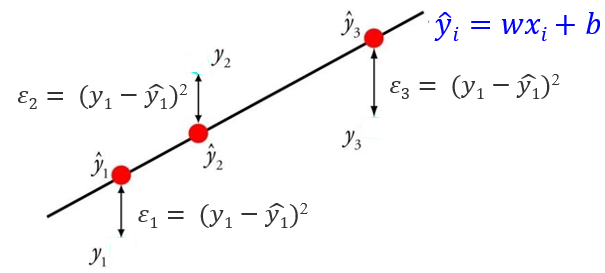 ŷ₃
ŷᵢ = wxᵢ + b
y₂
ε₂ = (y₁ − ŷ₁)²
ε₃ = (y₁ − ŷ₁)²
y₃
ŷ₂
ŷ₁
ε₁ = (y₁ − ŷ₁)²
y₁